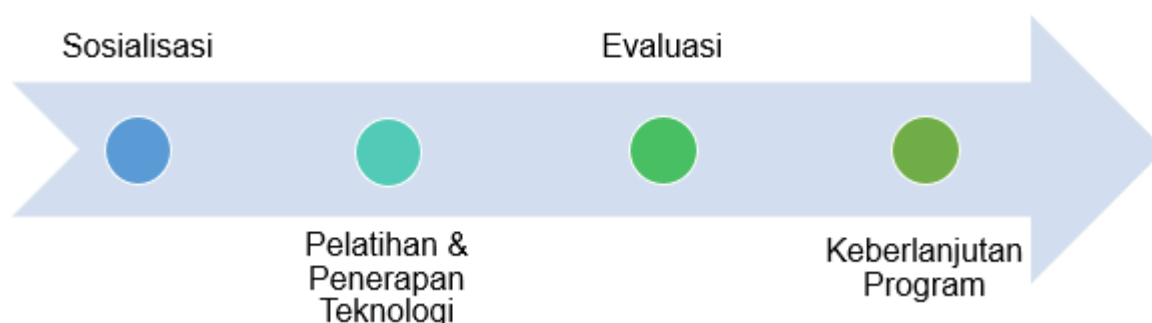 Sosialisasi
Pelatihan &
Penerapan
Teknologi
Evaluasi
Keberlanjutan
Program